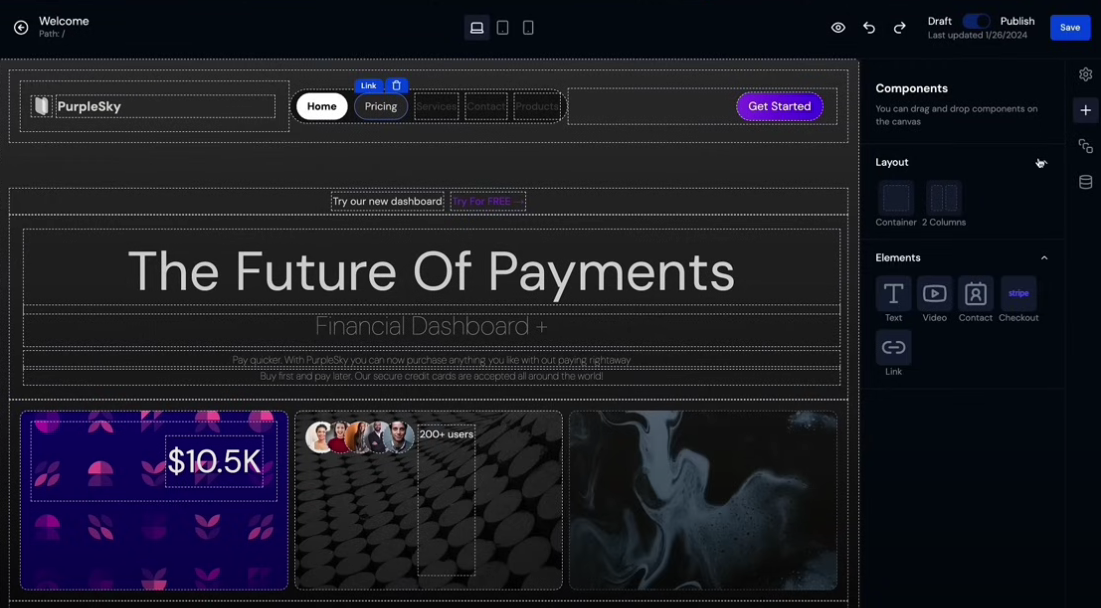 Welcome
Path: /
Draft
Publish
Last updated 1/26/2024
Save
Link
PurpleSky
Home
Pricing
Services
Contact
Products
Get Started
Try our new dashboard
Try For FREE →
The Future Of Payments
Financial Dashboard +
Pay quicker. With PurpleSky you can now purchase anything you like with out paying rightaway
Buy first and pay later. Our secure credit cards are accepted all around the world!
$10.5K
200+ users
Components
You can drag and drop components on
the canvas
Layout
Container
2 Columns
Elements
Text
Video
Contact
stripe
Checkout
Link